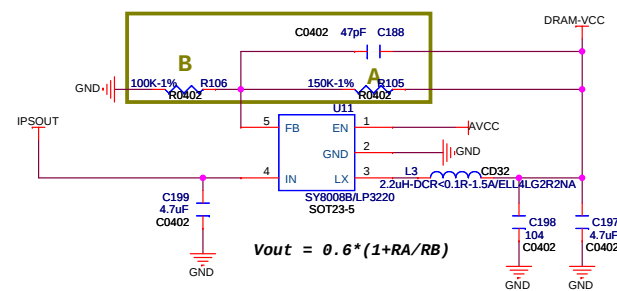 DRAM-VCC
C0402 47pF C188
B
A
GND 100K-1% R106 150K-1% R105
R0402 R0402
U11
IPSOUT
5 FB EN 1 AVCC
GND 2 GND
4 IN LX 3 L3 CD32
2.2uH-DCR<0.1R-1.5A/ELL4LG2R2NA
SY8008B/LP3220
SOT23-5
C199
4.7uF
C0402
C198
104
C0402
C197
4.7uF
C0402
Vout = 0.6*(1+RA/RB)
GND GND GND